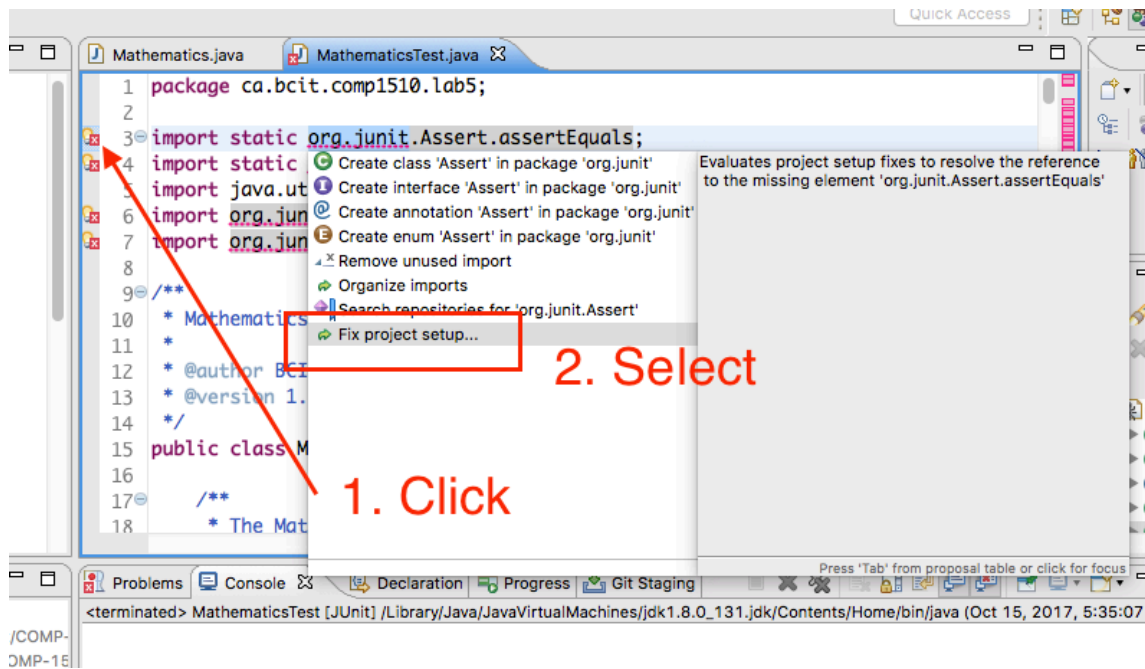 Quick Access
Mathematics.java
MathematicsTest.java
1 package ca.bcit.comp1510.lab5;
2
3 import static org.junit.Assert.assertEquals;
4 import static
5 import java.ut
6 import org.jun
7 import org.jun
8
9 /**
10 * Mathematics
11 *
12 * @author BCI
13 * @version 1.
14 */
15 public class M
16
17 /**
18 * The Mat
Create class 'Assert' in package 'org.junit'
Create interface 'Assert' in package 'org.junit'
Create annotation 'Assert' in package 'org.junit'
Create enum 'Assert' in package 'org.junit'
Remove unused import
Organize imports
Search repositories for 'org.junit.Assert'
Fix project setup...
Evaluates project setup fixes to resolve the reference
to the missing element 'org.junit.Assert.assertEquals'
2. Select
1. Click
Press 'Tab' from proposal table or click for focus
Problems
Console
Declaration
Progress
Git Staging
<terminated> MathematicsTest [JUnit] /Library/Java/JavaVirtualMachines/jdk1.8.0_131.jdk/Contents/Home/bin/java (Oct 15, 2017, 5:35:07
/COMP-
OMP-15